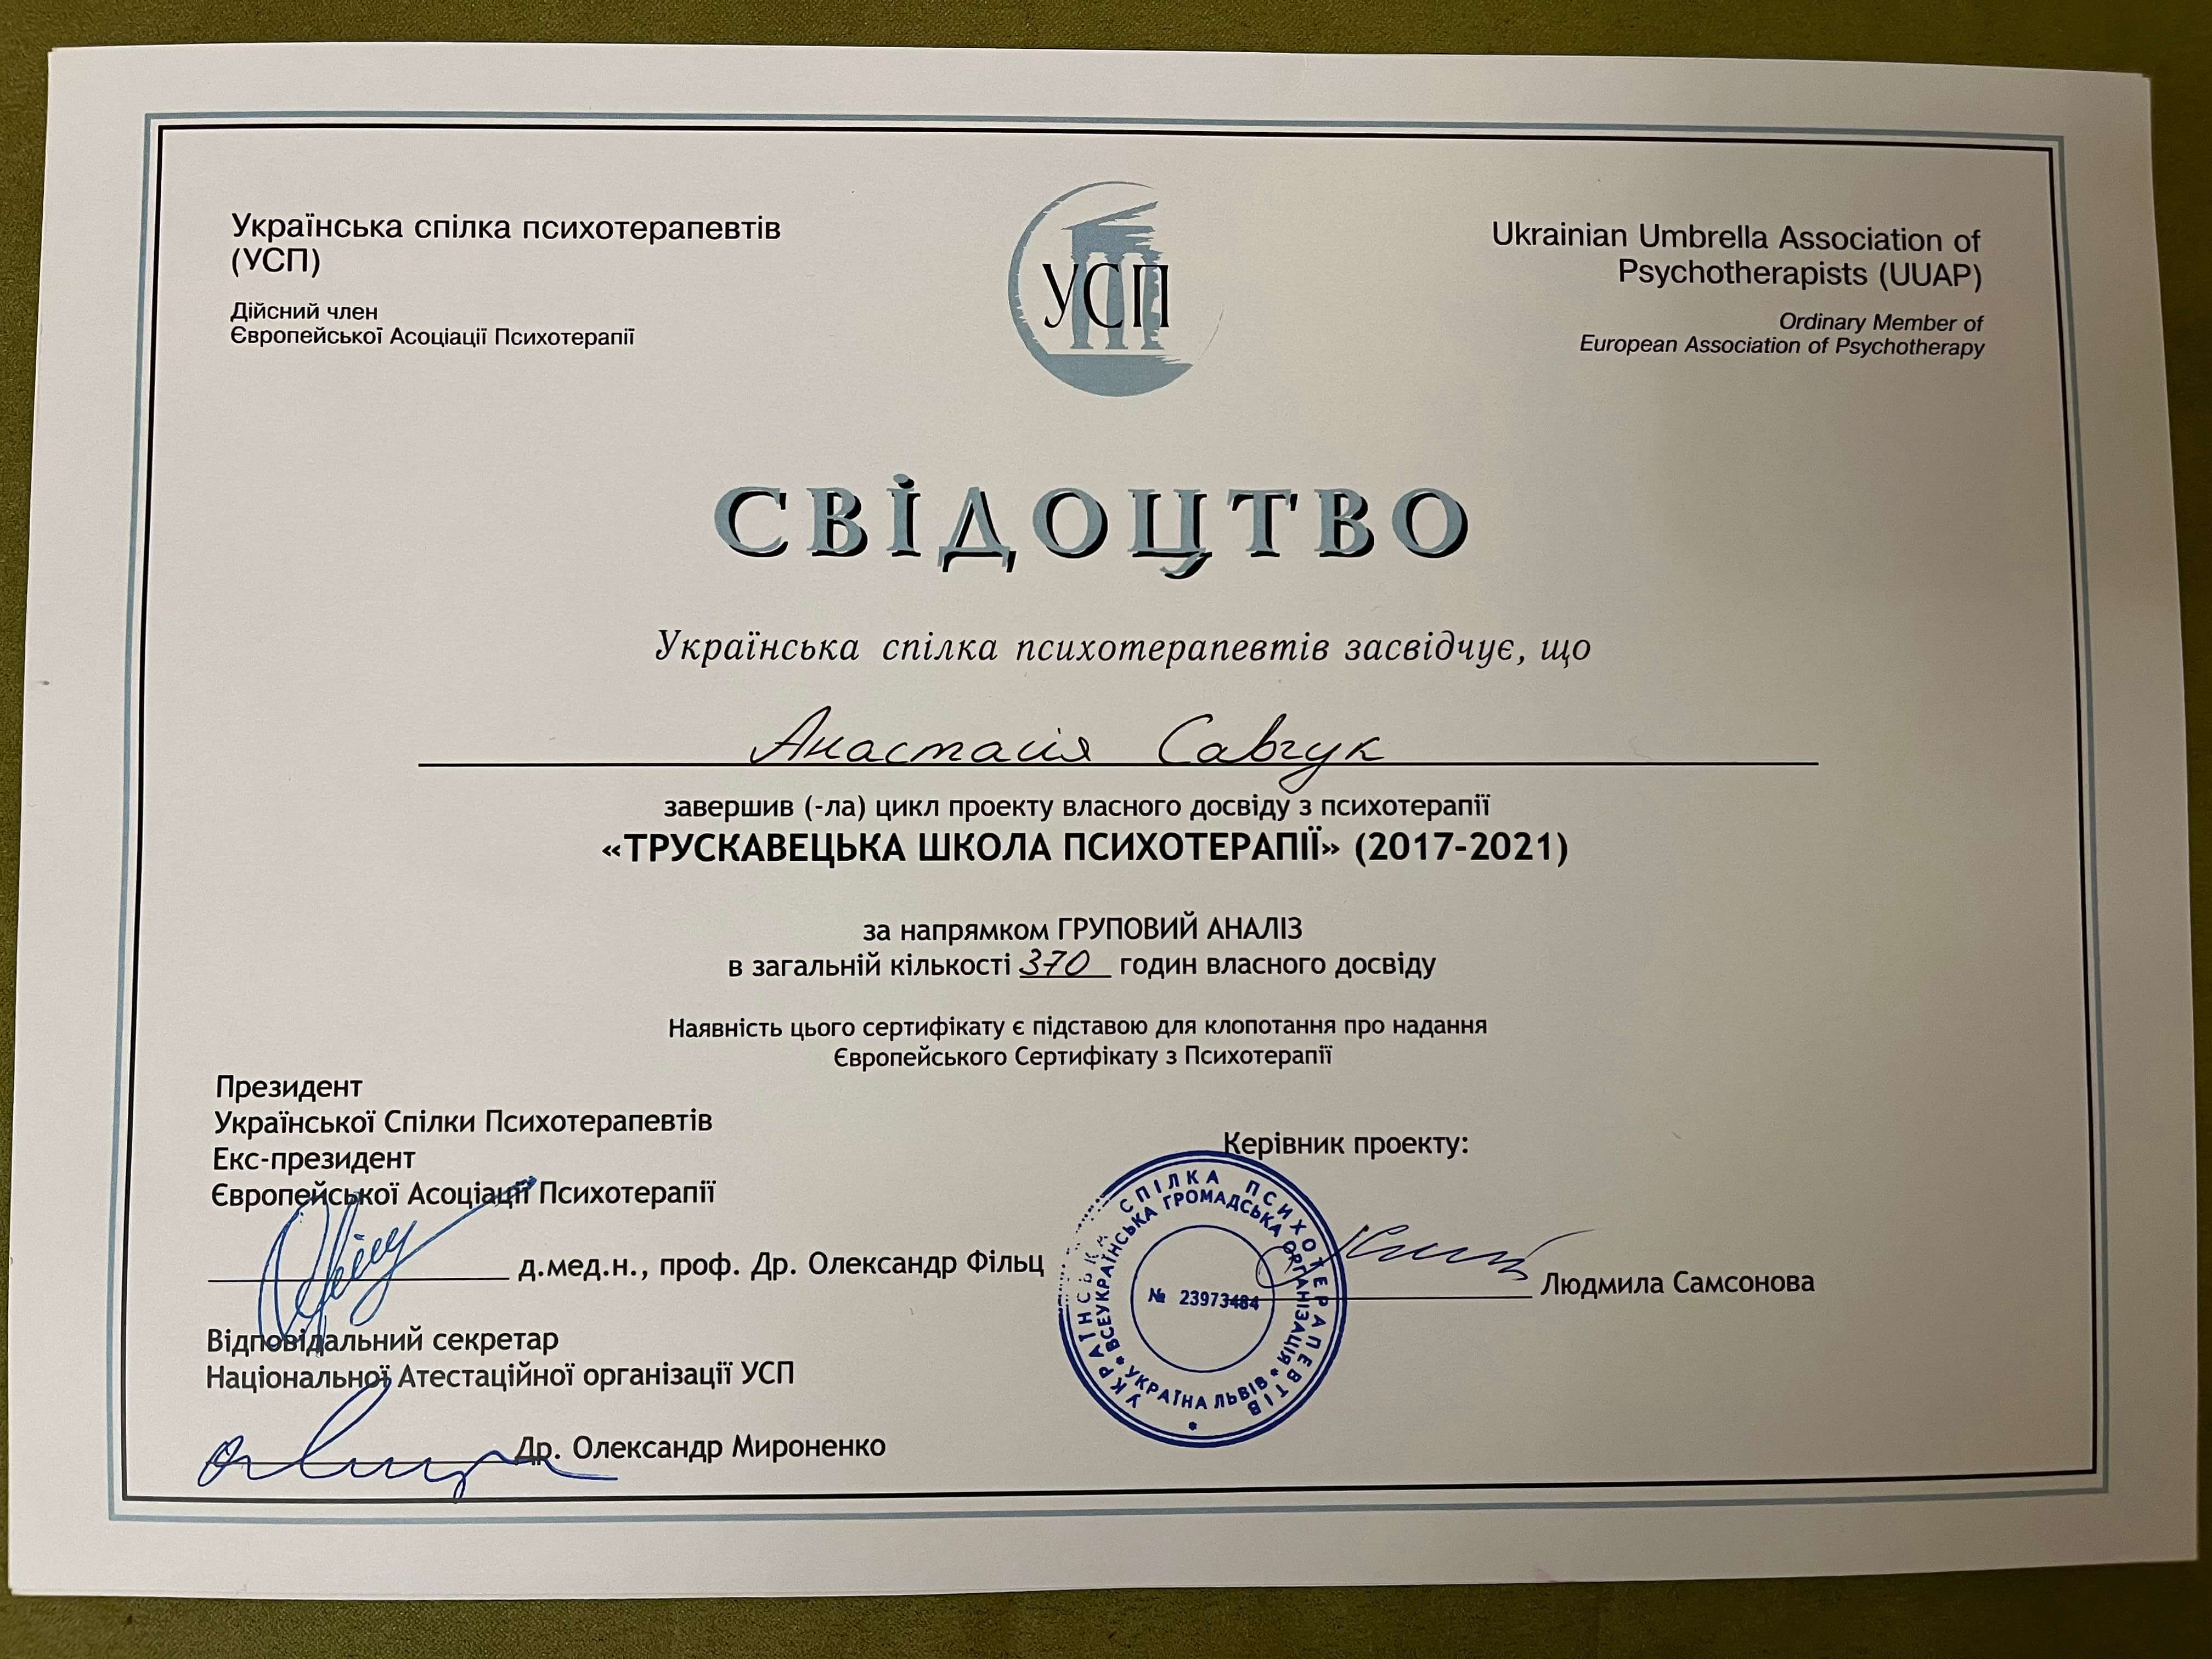 Українська спілка психотерапевтів
(УСП)
Дійсний член
Європейської Асоціації Психотерапії
УСП
Ukrainian Umbrella Association of
Psychotherapists (UUAP)
Ordinary Member of
European Association of Psychotherapy
СВІДОЦТВО
Українська спілка психотерапевтів засвідчує, що
Анастасія Савчук
завершив (-ла) цикл проекту власного досвіду з психотерапії
«ТРУСКАВЕЦЬКА ШКОЛА ПСИХОТЕРАПІЇ» (2017-2021)
за напрямком ГРУПОВИЙ АНАЛІЗ
в загальній кількості 370 годин власного досвіду
Наявність цього сертифікату є підставою для клопотання про надання
Європейського Сертифікату з Психотерапії
Президент
Української Спілки Психотерапевтів
Екс-президент
Європейської Асоціації Психотерапії
д.мед.н., проф. Др. Олександр Фільц
Відповідальний секретар
Національної Атестаційної організації УСП
Др. Олександр Мироненко
Керівник проекту:
Людмила Самсонова
УКРАЇНСЬКА СПІЛКА ПСИХОТЕРАПЕВТІВ
ВСЕУКРАЇНСЬКА ГРОМАДСЬКА ОРГАНІЗАЦІЯ
УКРАЇНА ЛЬВІВ
№ 23973484